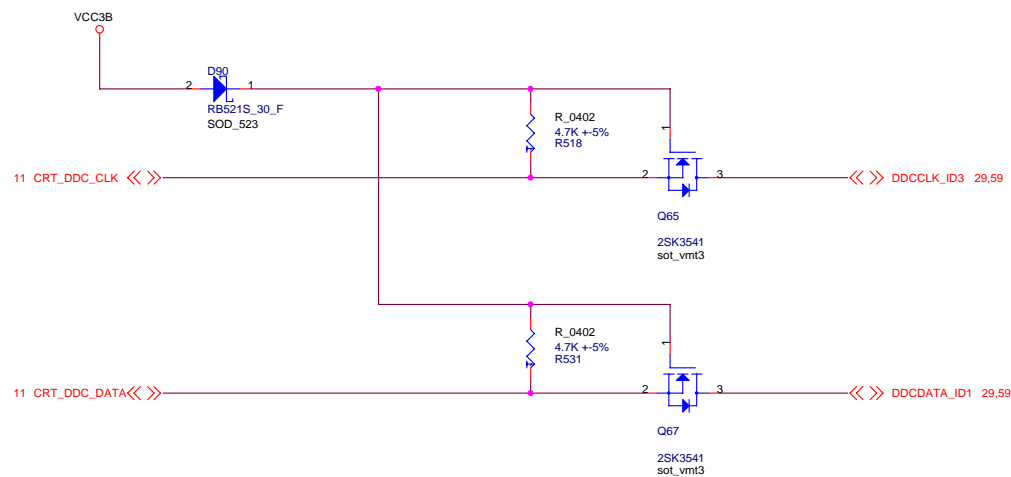 VCC3B
D90
2 1
RB521S_30_F
SOD_523
R_0402
4.7K +-5%
R518
1
11 CRT_DDC_CLK
2 3
DDCCLK_ID3 29,59
Q65
2SK3541
sot_vmt3
R_0402
4.7K +-5%
R531
1
11 CRT_DDC_DATA
2 3
DDCDATA_ID1 29,59
Q67
2SK3541
sot_vmt3